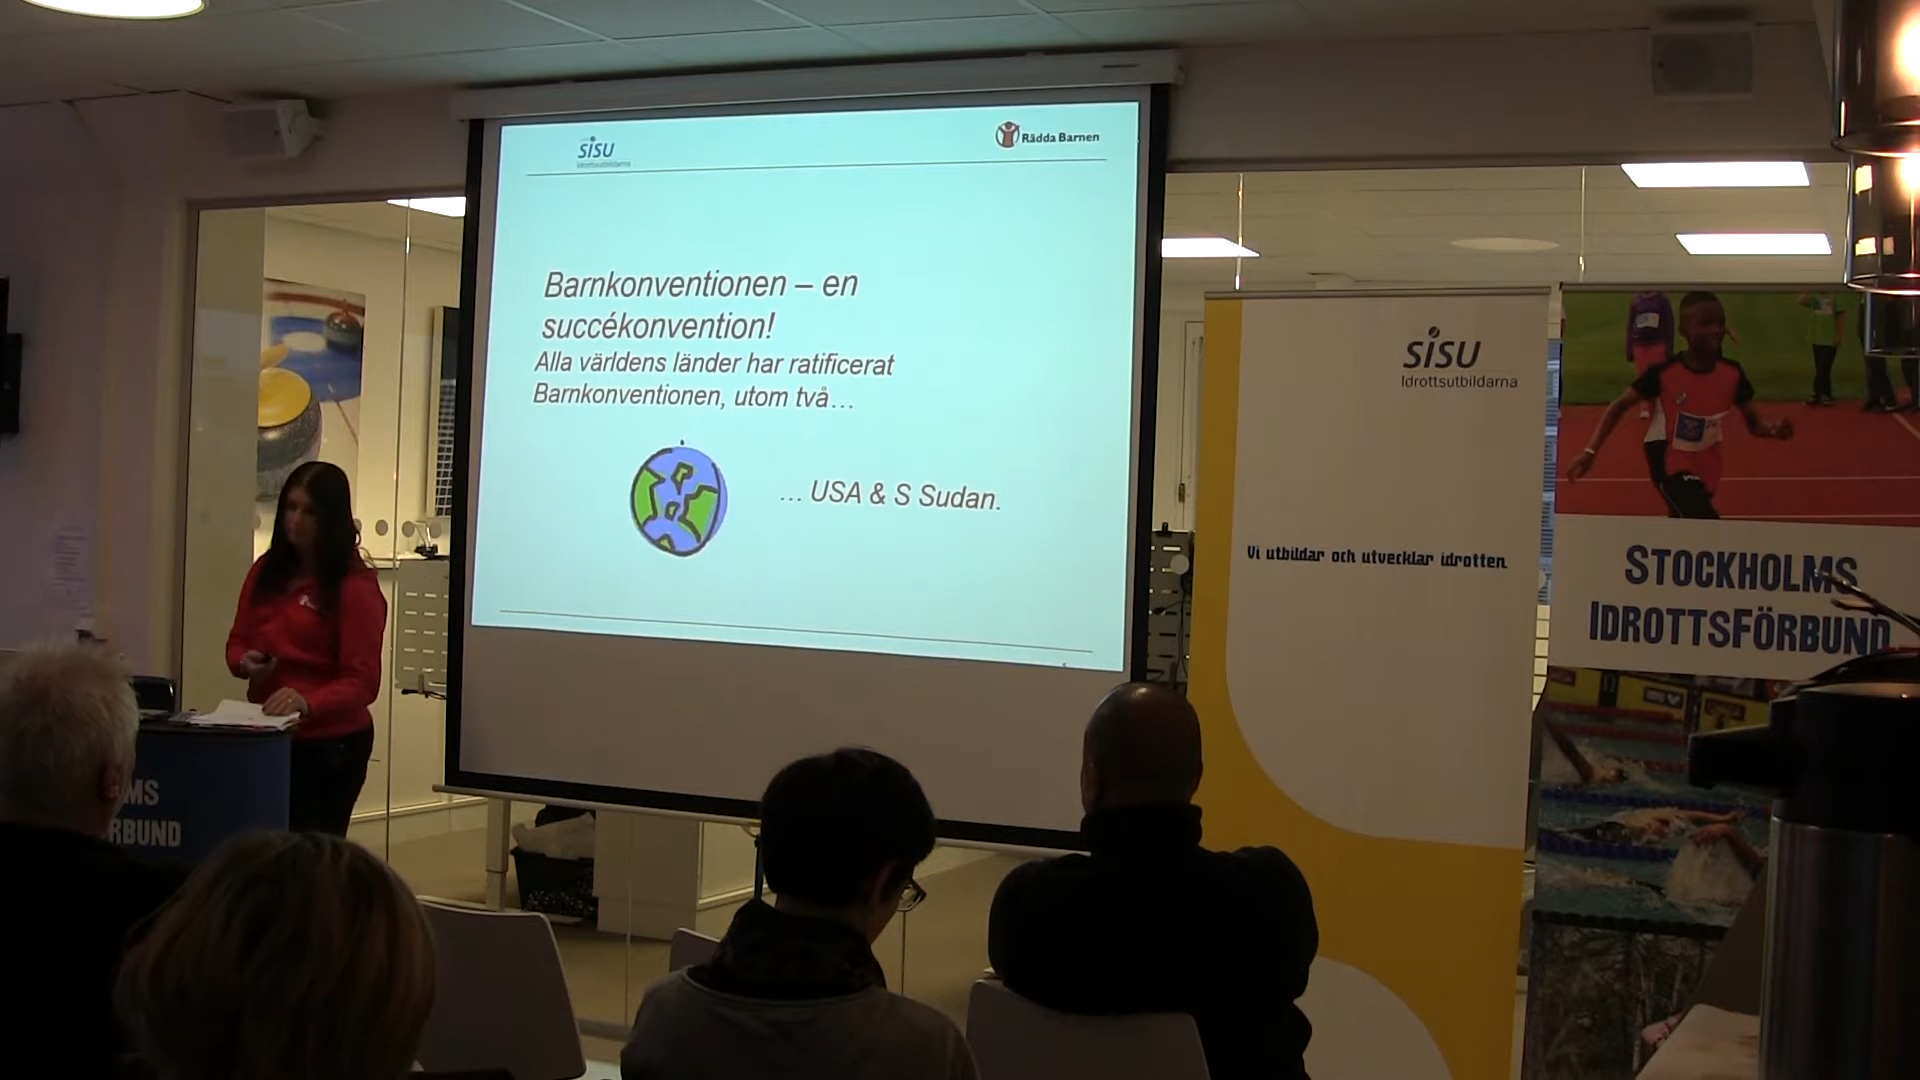 sisu
Idrottsutbildarna
Rädda Barnen
Barnkonventionen – en
succékonvention!
Alla världens länder har ratificerat
Barnkonventionen, utom två…
… USA & S Sudan.
sisu
Idrottsutbildarna
Vi utbildar och utvecklar idrotten
STOCKHOLMS
IDROTTSFÖRBUND
MS
RBUND